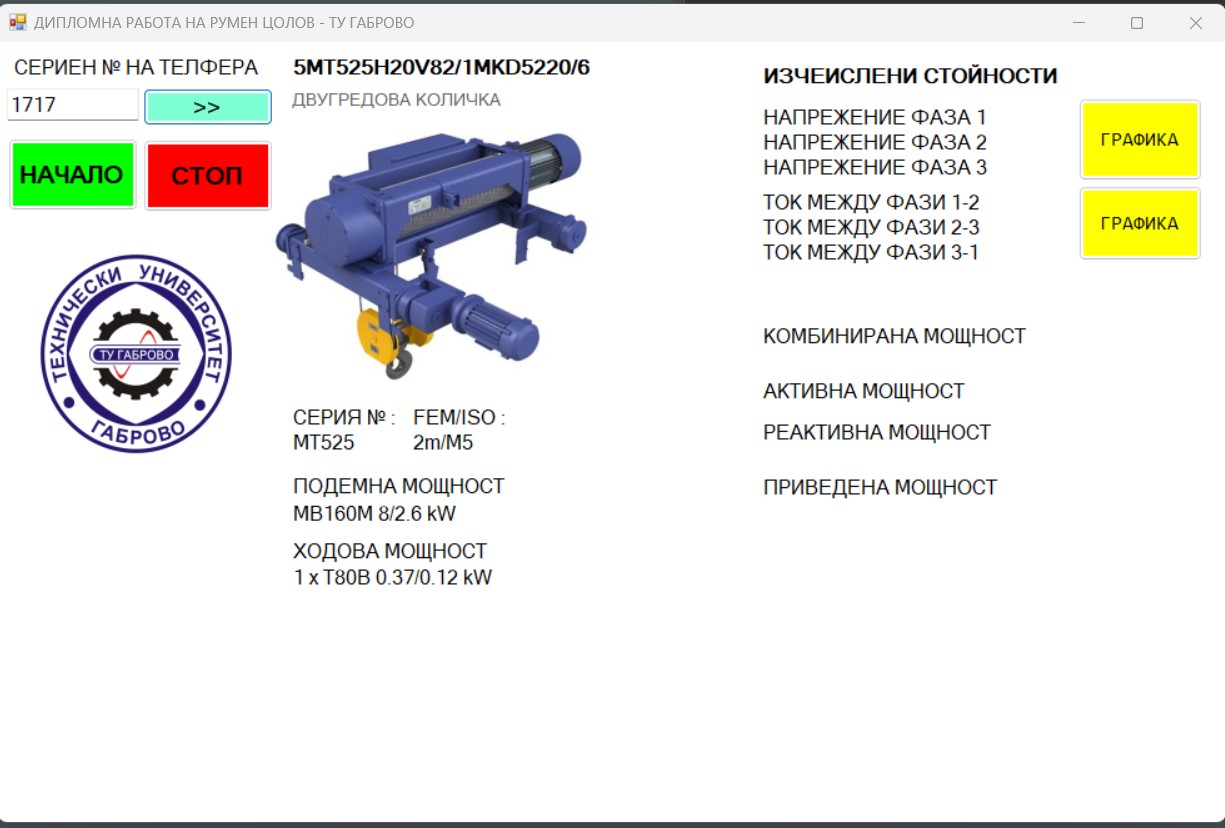 ДИПЛОМНА РАБОТА НА РУМЕН ЦОЛОВ - ТУ ГАБРОВО
СЕРИЕН № НА ТЕЛФЕРА
1717
>>
НАЧАЛО
СТОП
ТЕХНИЧЕСКИ УНИВЕРСИТЕТ
ТУ ГАБРОВО
ГАБРОВО
5MT525H20V82/1MKD5220/6
ДВУГРЕДОВА КОЛИЧКА
СЕРИЯ № : FEM/ISO :
MT525 2m/M5
ПОДЕМНА МОЩНОСТ
MB160M 8/2.6 kW
ХОДОВА МОЩНОСТ
1 x T80B 0.37/0.12 kW
ИЗЧЕИСЛЕНИ СТОЙНОСТИ
НАПРЕЖЕНИЕ ФАЗА 1
НАПРЕЖЕНИЕ ФАЗА 2
НАПРЕЖЕНИЕ ФАЗА 3
ГРАФИКА
ТОК МЕЖДУ ФАЗИ 1-2
ТОК МЕЖДУ ФАЗИ 2-3
ТОК МЕЖДУ ФАЗИ 3-1
ГРАФИКА
КОМБИНИРАНА МОЩНОСТ
АКТИВНА МОЩНОСТ
РЕАКТИВНА МОЩНОСТ
ПРИВЕДЕНА МОЩНОСТ